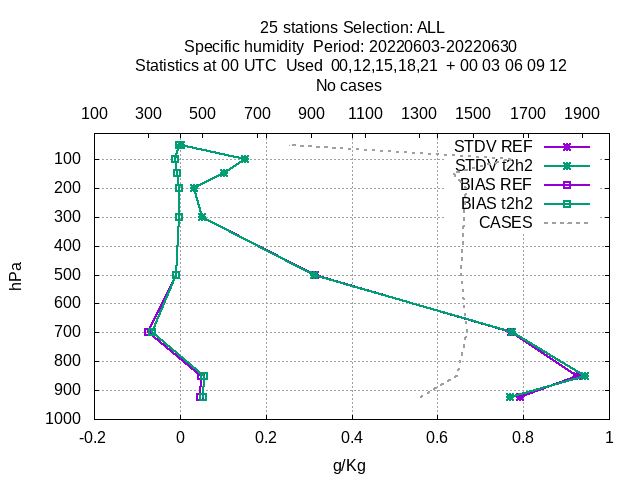 25 stations Selection: ALL
Specific humidity  Period: 20220603-20220630
Statistics at 00 UTC  Used  00,12,15,18,21  + 00 03 06 09 12
No cases
100 300 500 700 900 1100 1300 1500 1700 1900
STDV REF
STDV t2h2
BIAS REF
BIAS t2h2
CASES
100
200
300
400
500
600
700
800
900
1000
hPa
-0.2 0 0.2 0.4 0.6 0.8 1
g/Kg